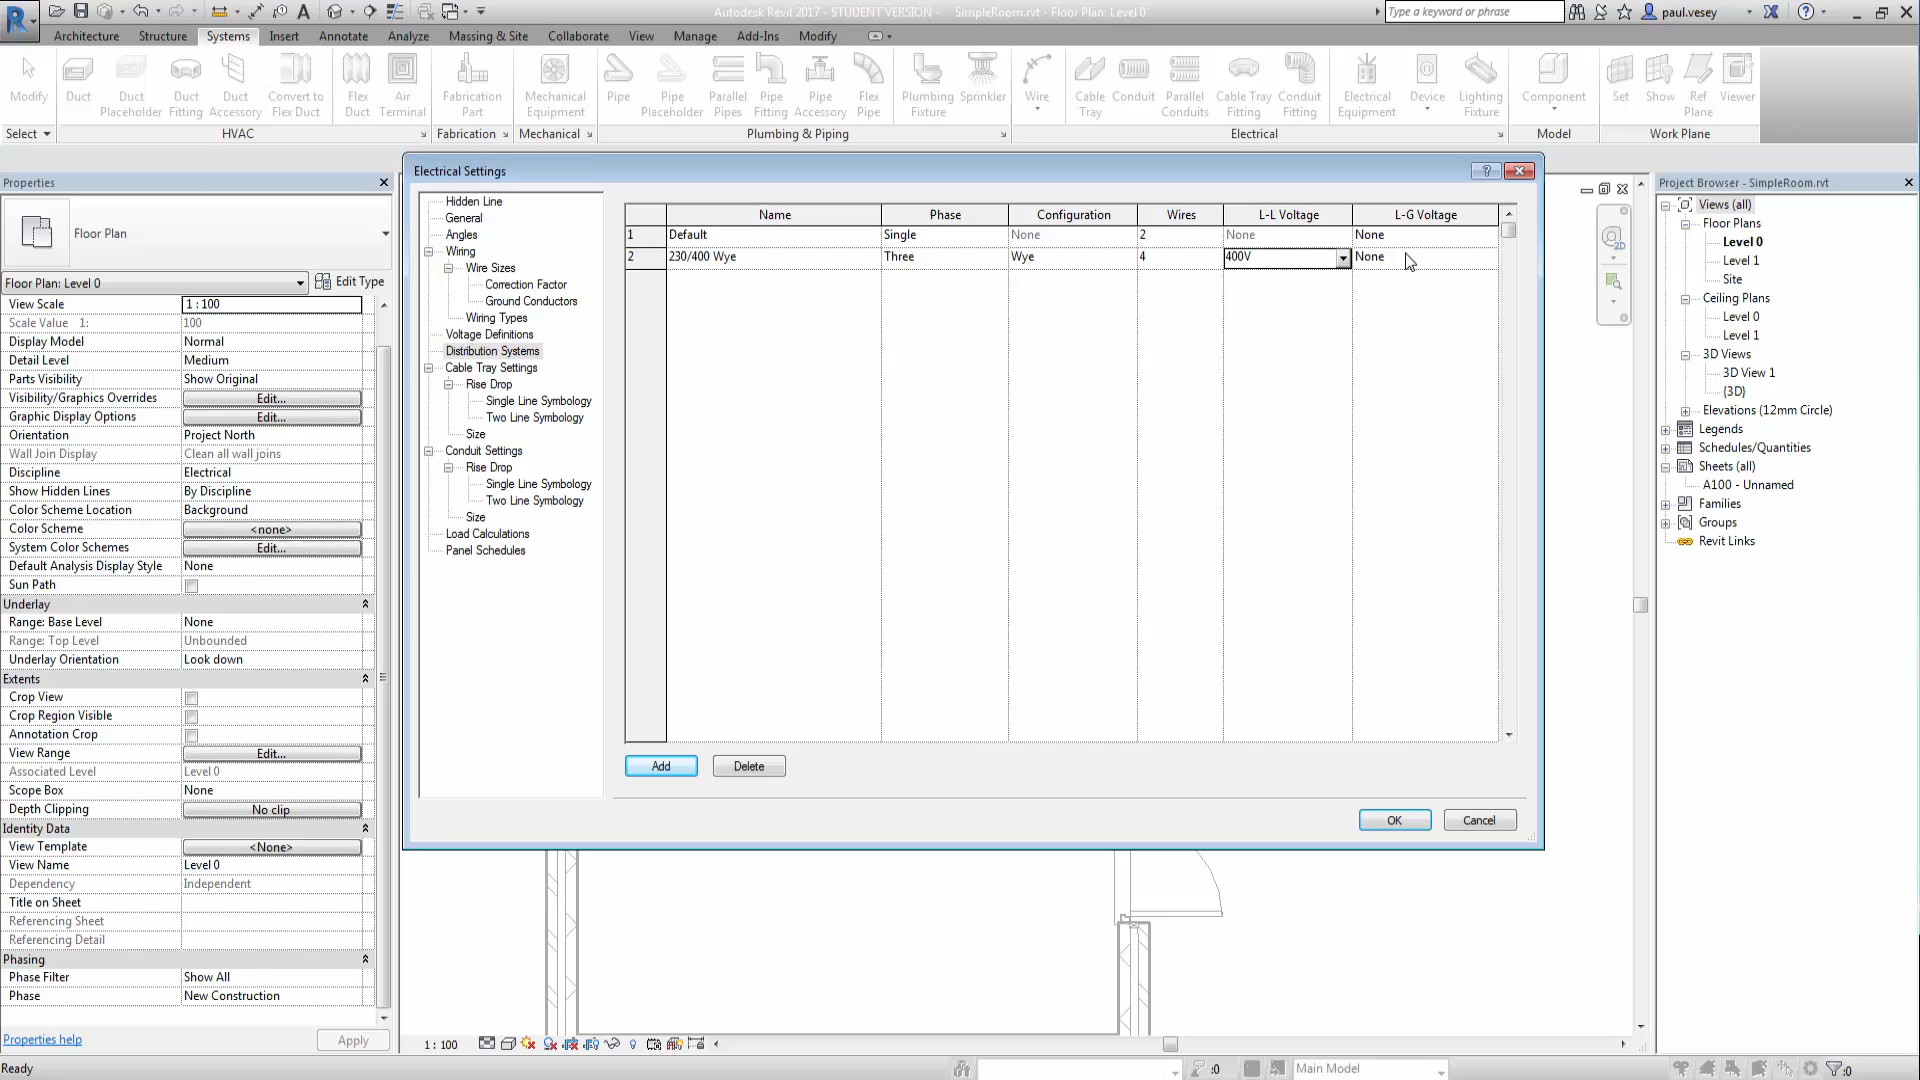 Autodesk Revit 2017 - STUDENT VERSION - SimpleRoom.rvt - Floor Plan: Level 0
Type a keyword or phrase
paul.vesey
Architecture Structure Systems Insert Annotate Analyze Massing & Site Collaborate View Manage Add-Ins Modify
Modify
Duct
Duct Placeholder
Duct Fitting
Duct Accessory
Convert to Flex Duct
Flex Duct
Air Terminal
Fabrication Part
Mechanical Equipment
Pipe
Pipe Placeholder
Parallel Pipes
Pipe Fitting
Pipe Accessory
Flex Pipe
Plumbing Fixture
Sprinkler
Wire
Cable Tray
Conduit
Parallel Conduits
Cable Tray Fitting
Conduit Fitting
Electrical Equipment
Device
Lighting Fixture
Component
Set
Show
Ref Plane
Viewer
Select HVAC Fabrication Mechanical Plumbing & Piping Electrical Model Work Plane
Properties
Floor Plan
Floor Plan: Level 0 Edit Type
View Scale 1 : 100
Scale Value 1: 100
Display Model Normal
Detail Level Medium
Parts Visibility Show Original
Visibility/Graphics Overrides Edit...
Graphic Display Options Edit...
Orientation Project North
Wall Join Display Clean all wall joins
Discipline Electrical
Show Hidden Lines By Discipline
Color Scheme Location Background
Color Scheme <none>
System Color Schemes Edit...
Default Analysis Display Style None
Sun Path
Underlay
Range: Base Level None
Range: Top Level Unbounded
Underlay Orientation Look down
Extents
Crop View
Crop Region Visible
Annotation Crop
View Range Edit...
Associated Level Level 0
Scope Box None
Depth Clipping No clip
Identity Data
View Template <None>
View Name Level 0
Dependency Independent
Title on Sheet
Referencing Sheet
Referencing Detail
Phasing
Phase Filter Show All
Phase New Construction
Properties help Apply
Electrical Settings
Hidden Line
General
Angles
Wiring
Wire Sizes
Correction Factor
Ground Conductors
Wiring Types
Voltage Definitions
Distribution Systems
Cable Tray Settings
Rise Drop
Single Line Symbology
Two Line Symbology
Size
Conduit Settings
Rise Drop
Single Line Symbology
Two Line Symbology
Size
Load Calculations
Panel Schedules
Name Phase Configuration Wires L-L Voltage L-G Voltage
1 Default Single None 2 None None
2 230/400 Wye Three Wye 4 400V None
Add Delete
OK Cancel
Project Browser - SimpleRoom.rvt
Views (all)
Floor Plans
Level 0
Level 1
Site
Ceiling Plans
Level 0
Level 1
3D Views
3D View 1
{3D}
Elevations (12mm Circle)
Legends
Schedules/Quantities
Sheets (all)
A100 - Unnamed
Families
Groups
Revit Links
2D
1 : 100
Ready :0 Main Model :0